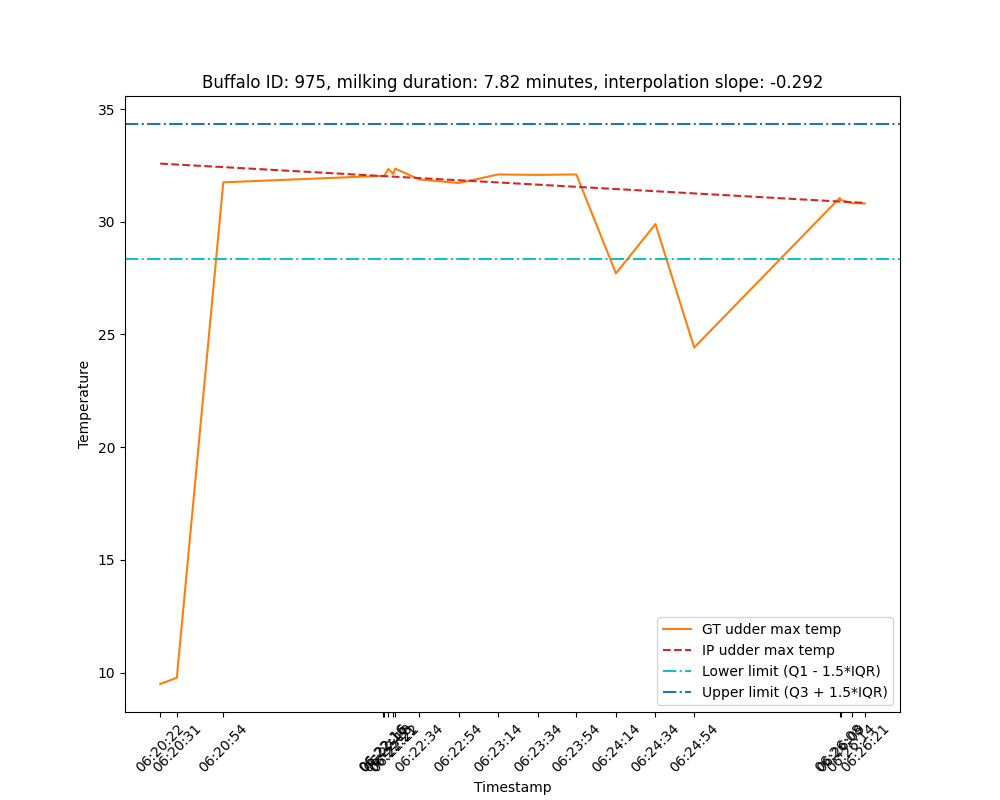 Buffalo ID: 975, milking duration: 7.82 minutes, interpolation slope: -0.292
35
30
25
20
15
10
Temperature
GT udder max temp
IP udder max temp
Lower limit (Q1 - 1.5*IQR)
Upper limit (Q3 + 1.5*IQR)
06:20:22
06:20:31
06:20:54
06:22:34
06:22:54
06:23:14
06:23:34
06:23:54
06:24:14
06:24:34
06:24:54
06:26:14
06:26:21
Timestamp